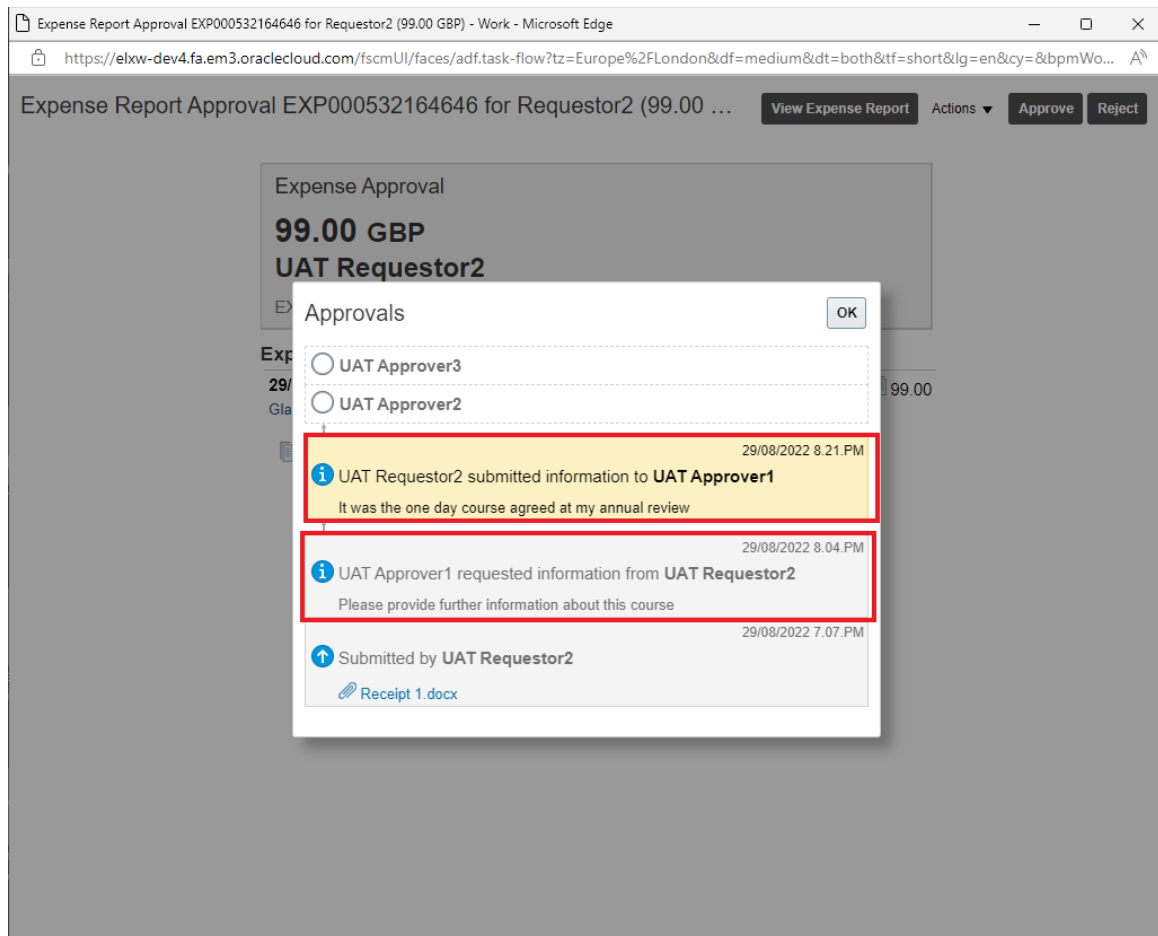 Expense Report Approval EXP000532164646 for Requestor2 (99.00 GBP) - Work - Microsoft Edge
https://elxw-dev4.fa.em3.oraclecloud.com/fscmUI/faces/adf.task-flow?tz=Europe%2FLondon&df=medium&dt=both&tf=short&lg=en&cy=&bpmWo...
Expense Report Approval EXP000532164646 for Requestor2 (99.00 ... View Expense Report Actions Approve Reject
Expense Approval
99.00 GBP
UAT Requestor2
EX
Approvals OK
Exp
UAT Approver3
29/ 99.00
Gla
UAT Approver2
29/08/2022 8.21.PM
UAT Requestor2 submitted information to UAT Approver1
It was the one day course agreed at my annual review
29/08/2022 8.04.PM
UAT Approver1 requested information from UAT Requestor2
Please provide further information about this course
29/08/2022 7.07.PM
Submitted by UAT Requestor2
Receipt 1.docx